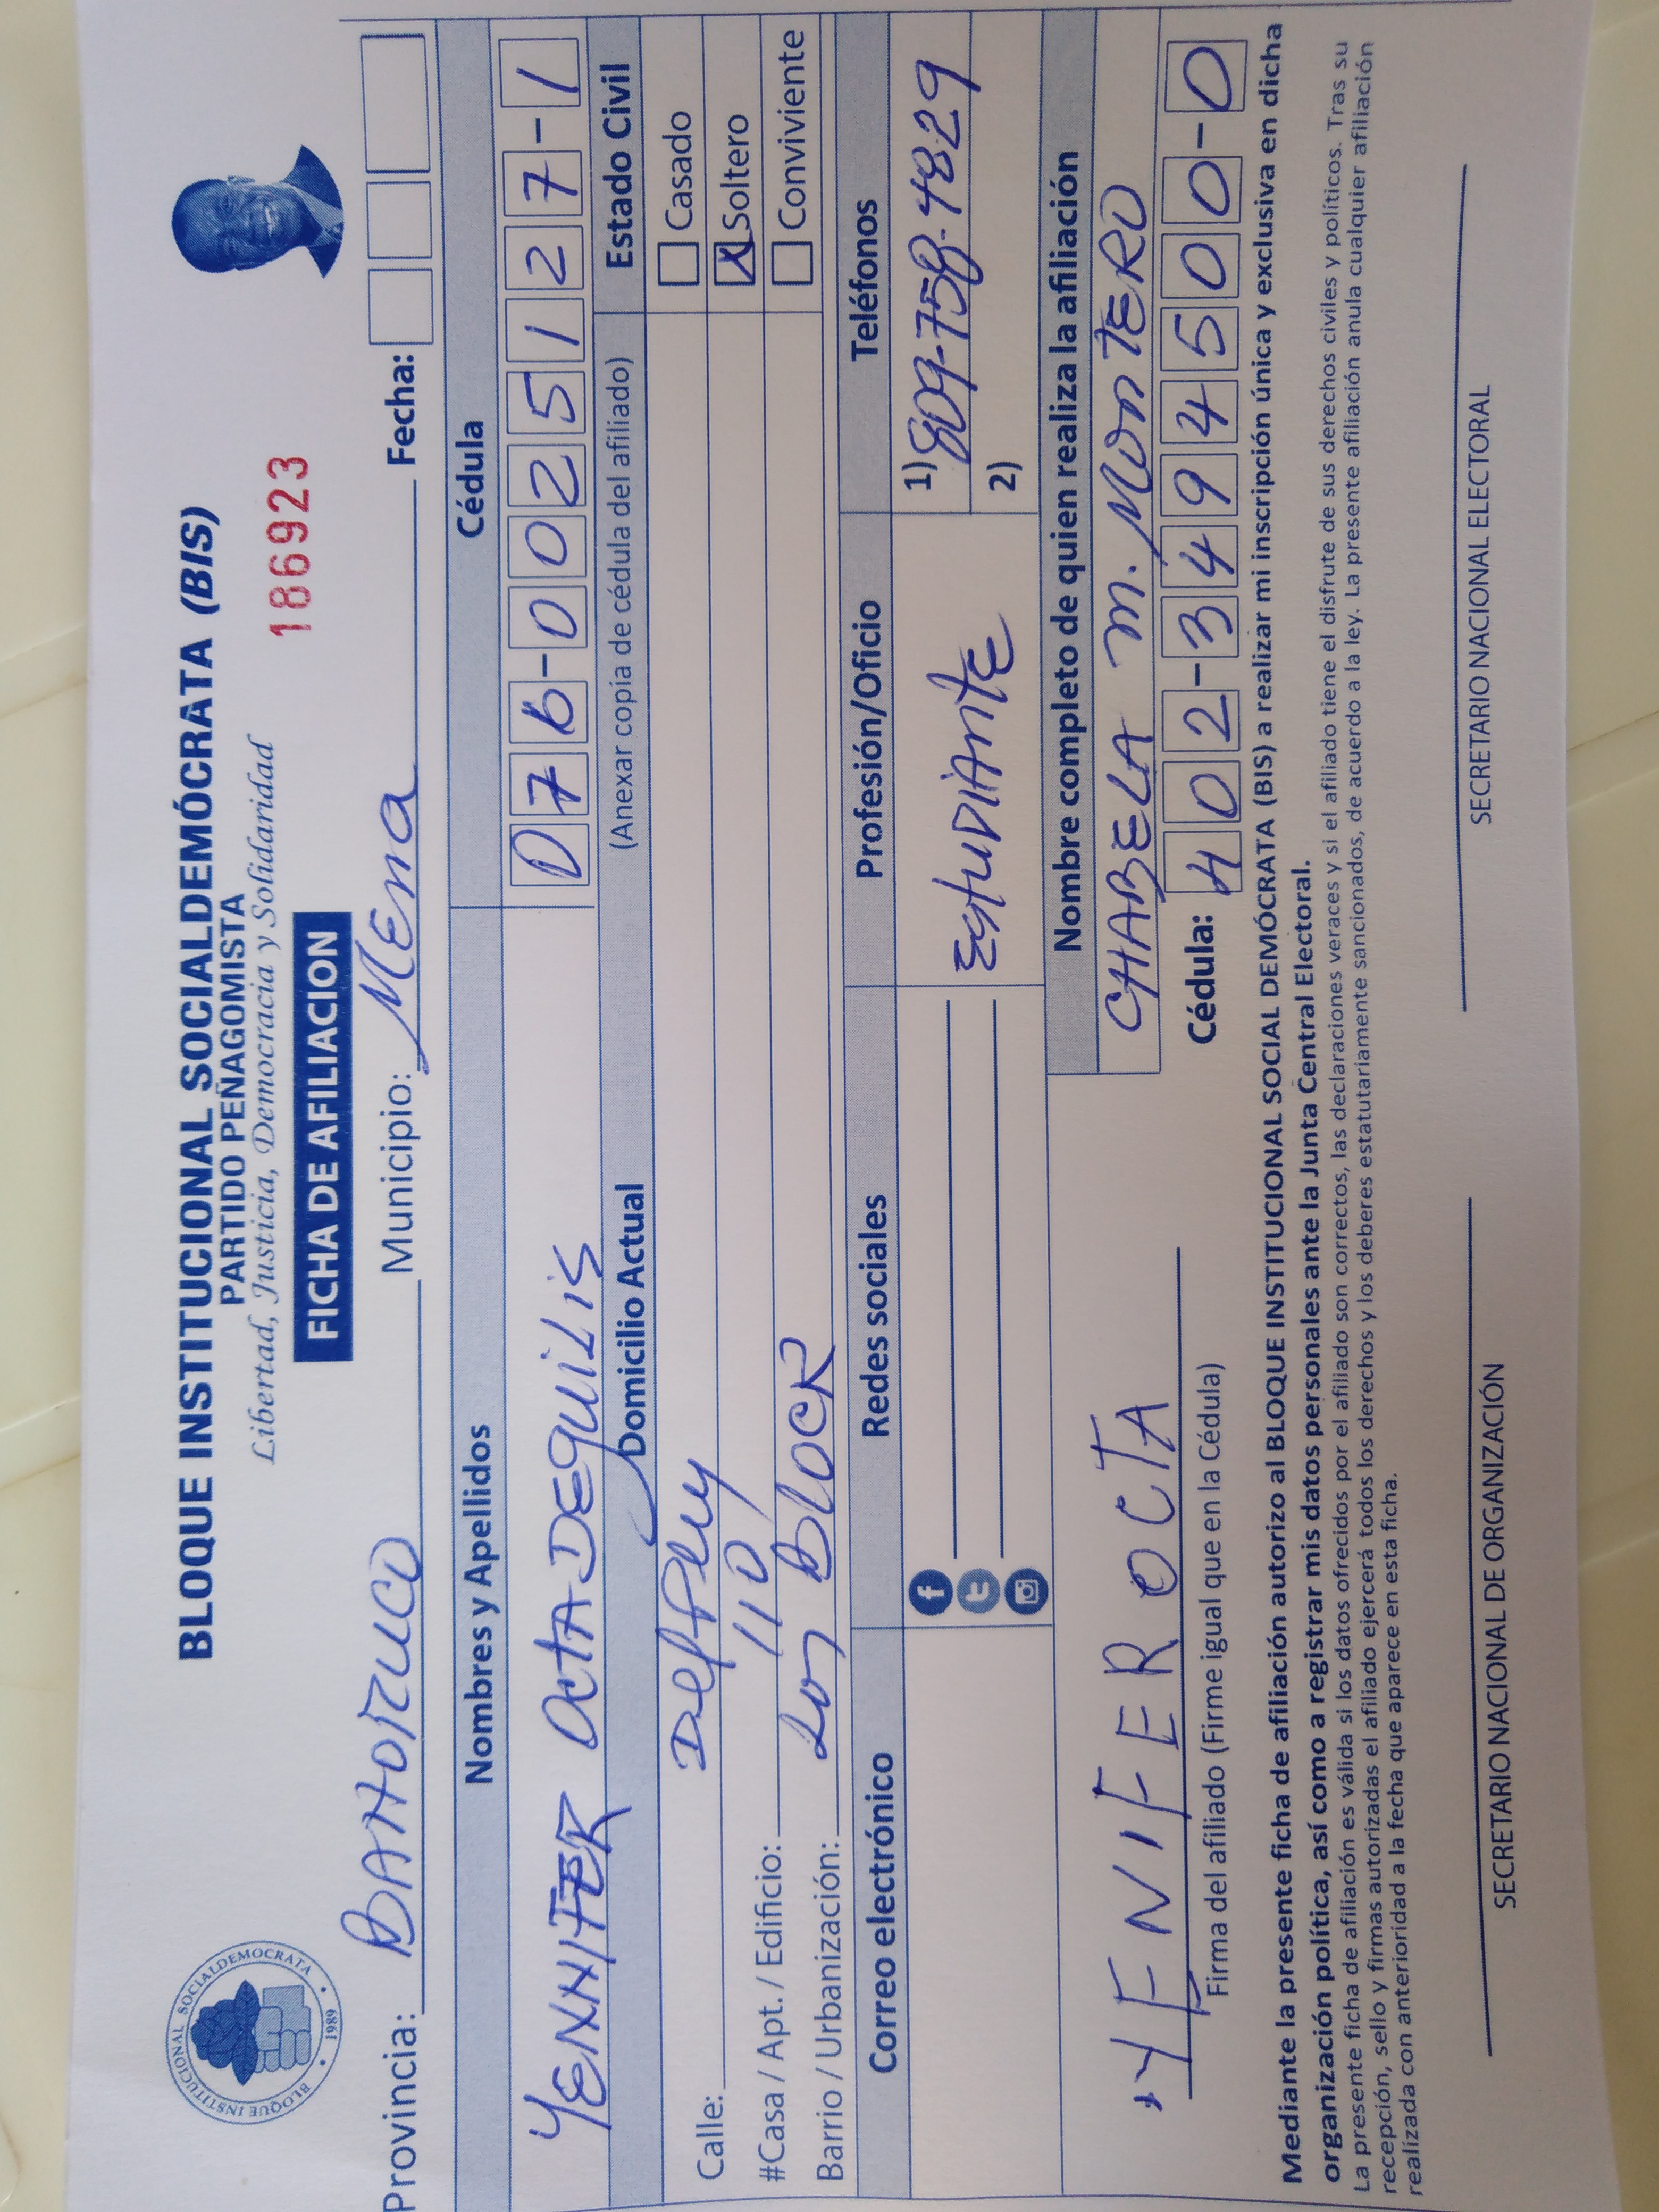 BLOQUE INSTITUCIONAL SOCIALDEMOCRATA
1989
BLOQUE INSTITUCIONAL SOCIALDEMÓCRATA (BIS)
PARTIDO PEÑAGOMISTA
Libertad, Justicia, Democracia y Solidaridad
186923
FICHA DE AFILIACION
Provincia: BAHORUCO Municipio: Mena Fecha:
Nombres y Apellidos Cédula
YENNIFER OctA DEquiLis 076-0025127-1
Domicilio Actual (Anexar copia de cédula del afiliado) Estado Civil
Calle: Casado
#Casa / Apt. / Edificio: 110 X Soltero
Barrio / Urbanización: Los BLOCK Conviviente
Correo electrónico Redes sociales Profesión/Oficio Teléfonos
EStuDiAntE 1) 809-758-4829
2)
Nombre completo de quien realiza la afiliación
CHABELA M. MonTERO
YENIFER OCTA Cédula: 402-3494500-0
Firma del afiliado (Firme igual que en la Cédula)
Mediante la presente ficha de afiliación autorizo al BLOQUE INSTITUCIONAL SOCIAL DEMÓCRATA (BIS) a realizar mi inscripción única y exclusiva en dicha
organización política, así como a registrar mis datos personales ante la Junta Central Electoral.
La presente ficha de afiliación es válida si los datos ofrecidos por el afiliado son correctos, las declaraciones veraces y si el afiliado tiene el disfrute de sus derechos civiles y políticos. Tras su
recepción, sello y firmas autorizadas el afiliado ejercerá todos los derechos y los deberes estatutariamente sancionados, de acuerdo a la ley. La presente afiliación anula cualquier afiliación
realizada con anterioridad a la fecha que aparece en esta ficha.
SECRETARIO NACIONAL DE ORGANIZACIÓN SECRETARIO NACIONAL ELECTORAL